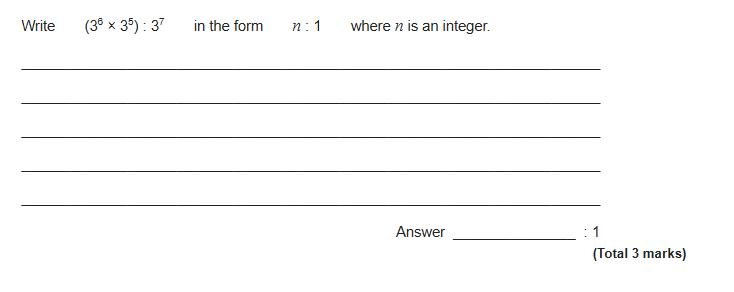 Write (3⁶ × 3⁵) : 3⁷ in the form n : 1 where n is an integer.
Answer : 1
(Total 3 marks)